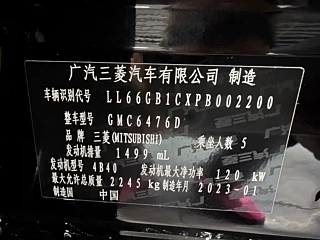 广汽三菱汽车有限公司 制造
车辆识别代号 LL66GB1CXPB002200
整车型号 GMC6476D
品牌 三菱(MITSUBISHI) 乘坐人数 5
发动机排量 1499 mL
发动机型号 4B40 发动机最大净功率 120 kW
最大允许总质量 2245 kg 制造年月 2023-01
制造国 中国